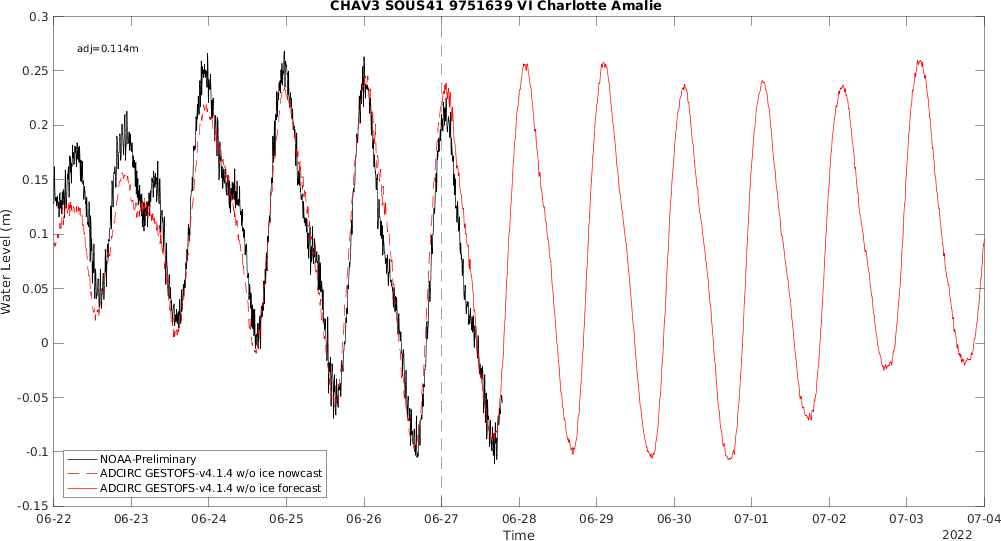 CHAV3 SOUS41 9751639 VI Charlotte Amalie
adj=0.114m
0.3
0.25
0.2
0.15
0.1
0.05
0
-0.05
-0.1
-0.15
Water Level (m)
NOAA-Preliminary
ADCIRC GESTOFS-v4.1.4 w/o ice nowcast
ADCIRC GESTOFS-v4.1.4 w/o ice forecast
06-22 06-23 06-24 06-25 06-26 06-27 06-28 06-29 06-30 07-01 07-02 07-03 07-04
Time
2022